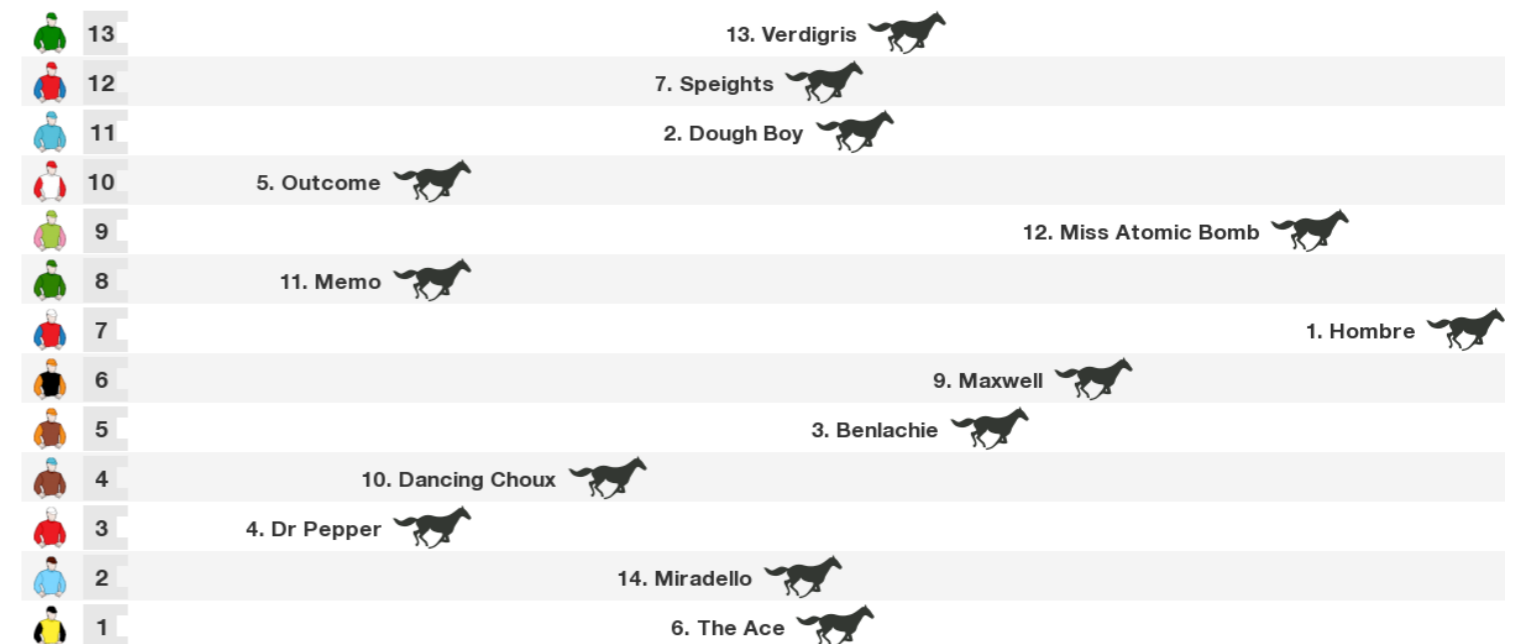 13 13. Verdigris
12 7. Speights
11 2. Dough Boy
10 5. Outcome
9 12. Miss Atomic Bomb
8 11. Memo
7 1. Hombre
6 9. Maxwell
5 3. Benlachie
4 10. Dancing Choux
3 4. Dr Pepper
2 14. Miradello
1 6. The Ace